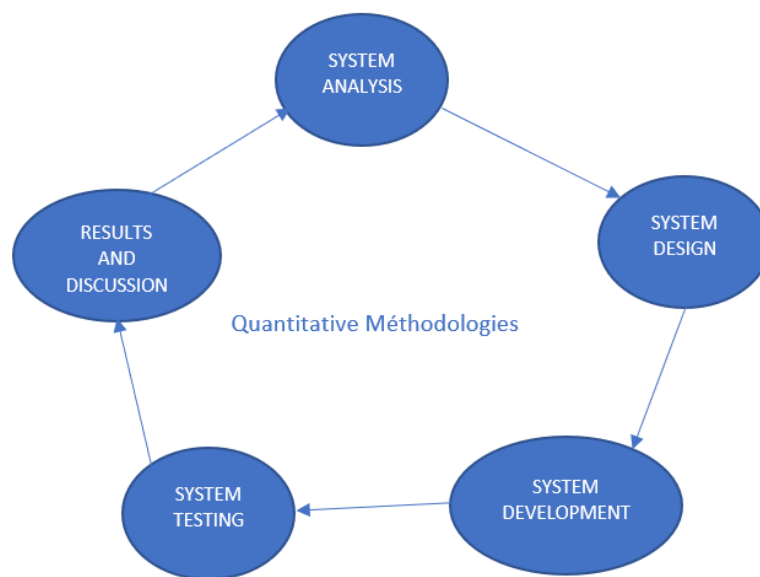 SYSTEM
ANALYSIS
SYSTEM
DESIGN
RESULTS
AND
DISCUSSION
Quantitative Méthodologies
SYSTEM
TESTING
SYSTEM
DEVELOPMENT